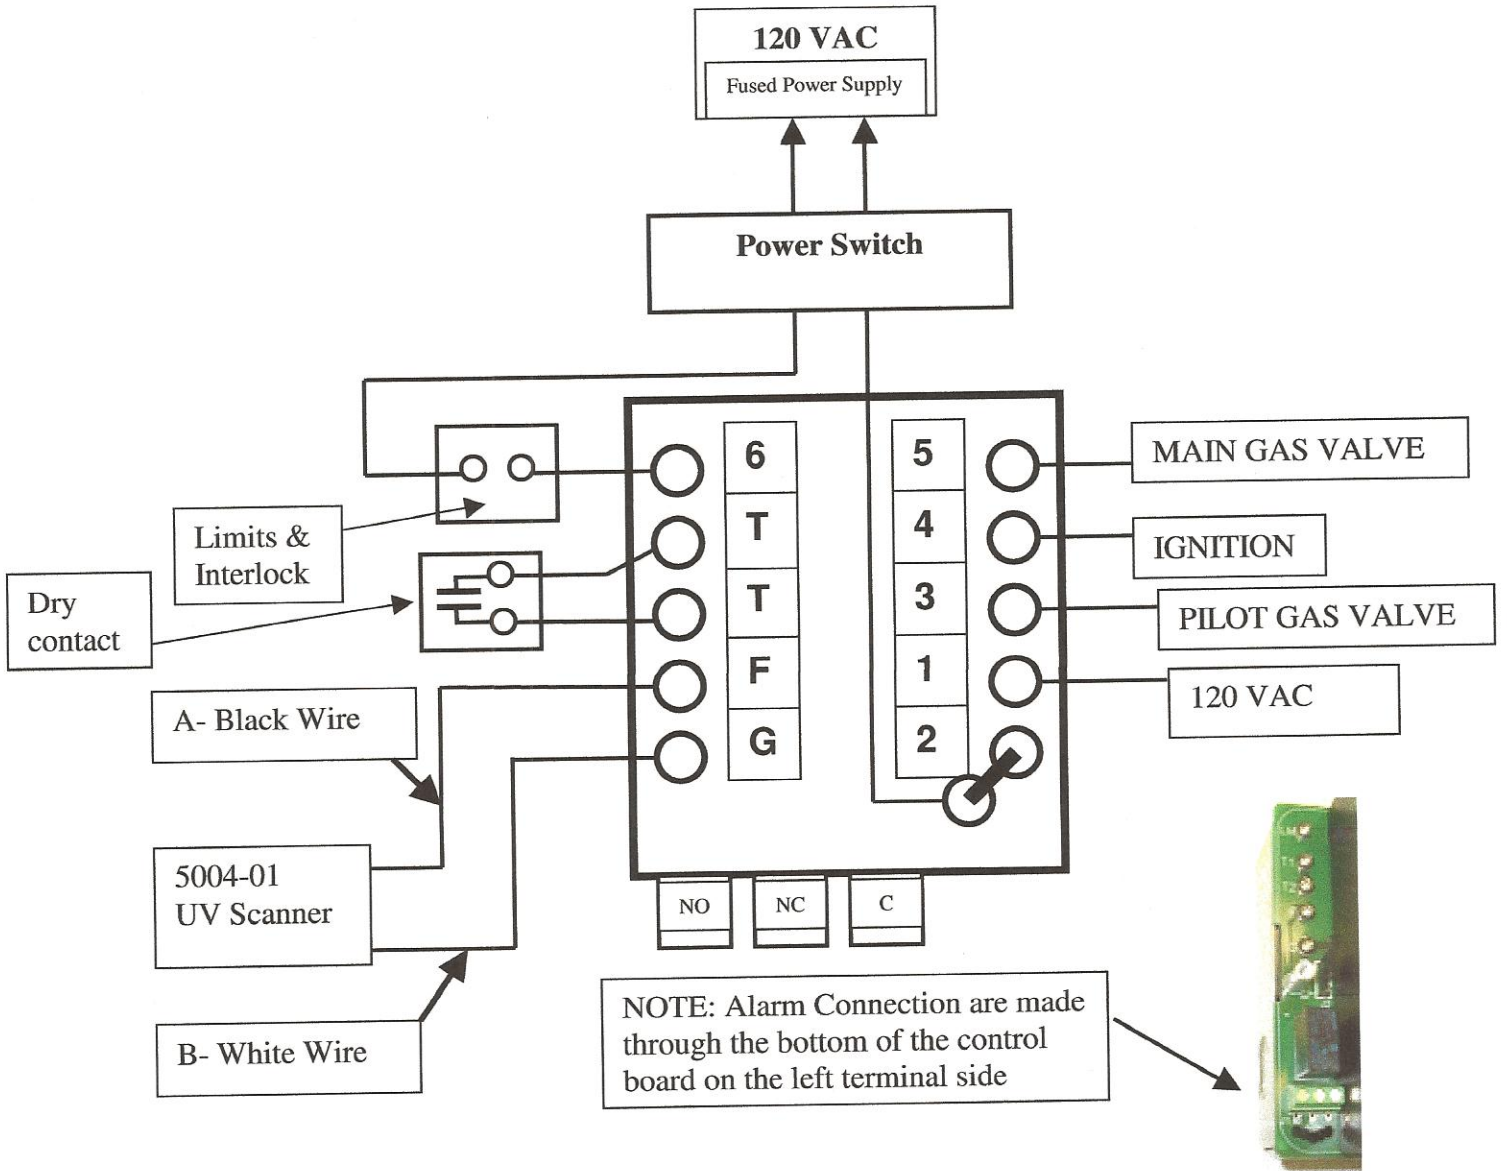 120 VAC
Fused Power Supply
Power Switch
6
T
T
F
G
5
4
3
1
2
MAIN GAS VALVE
IGNITION
PILOT GAS VALVE
120 VAC
Limits &
Interlock
Dry
contact
A- Black Wire
5004-01
UV Scanner
B- White Wire
NO
NC
C
NOTE: Alarm Connection are made
through the bottom of the control
board on the left terminal side